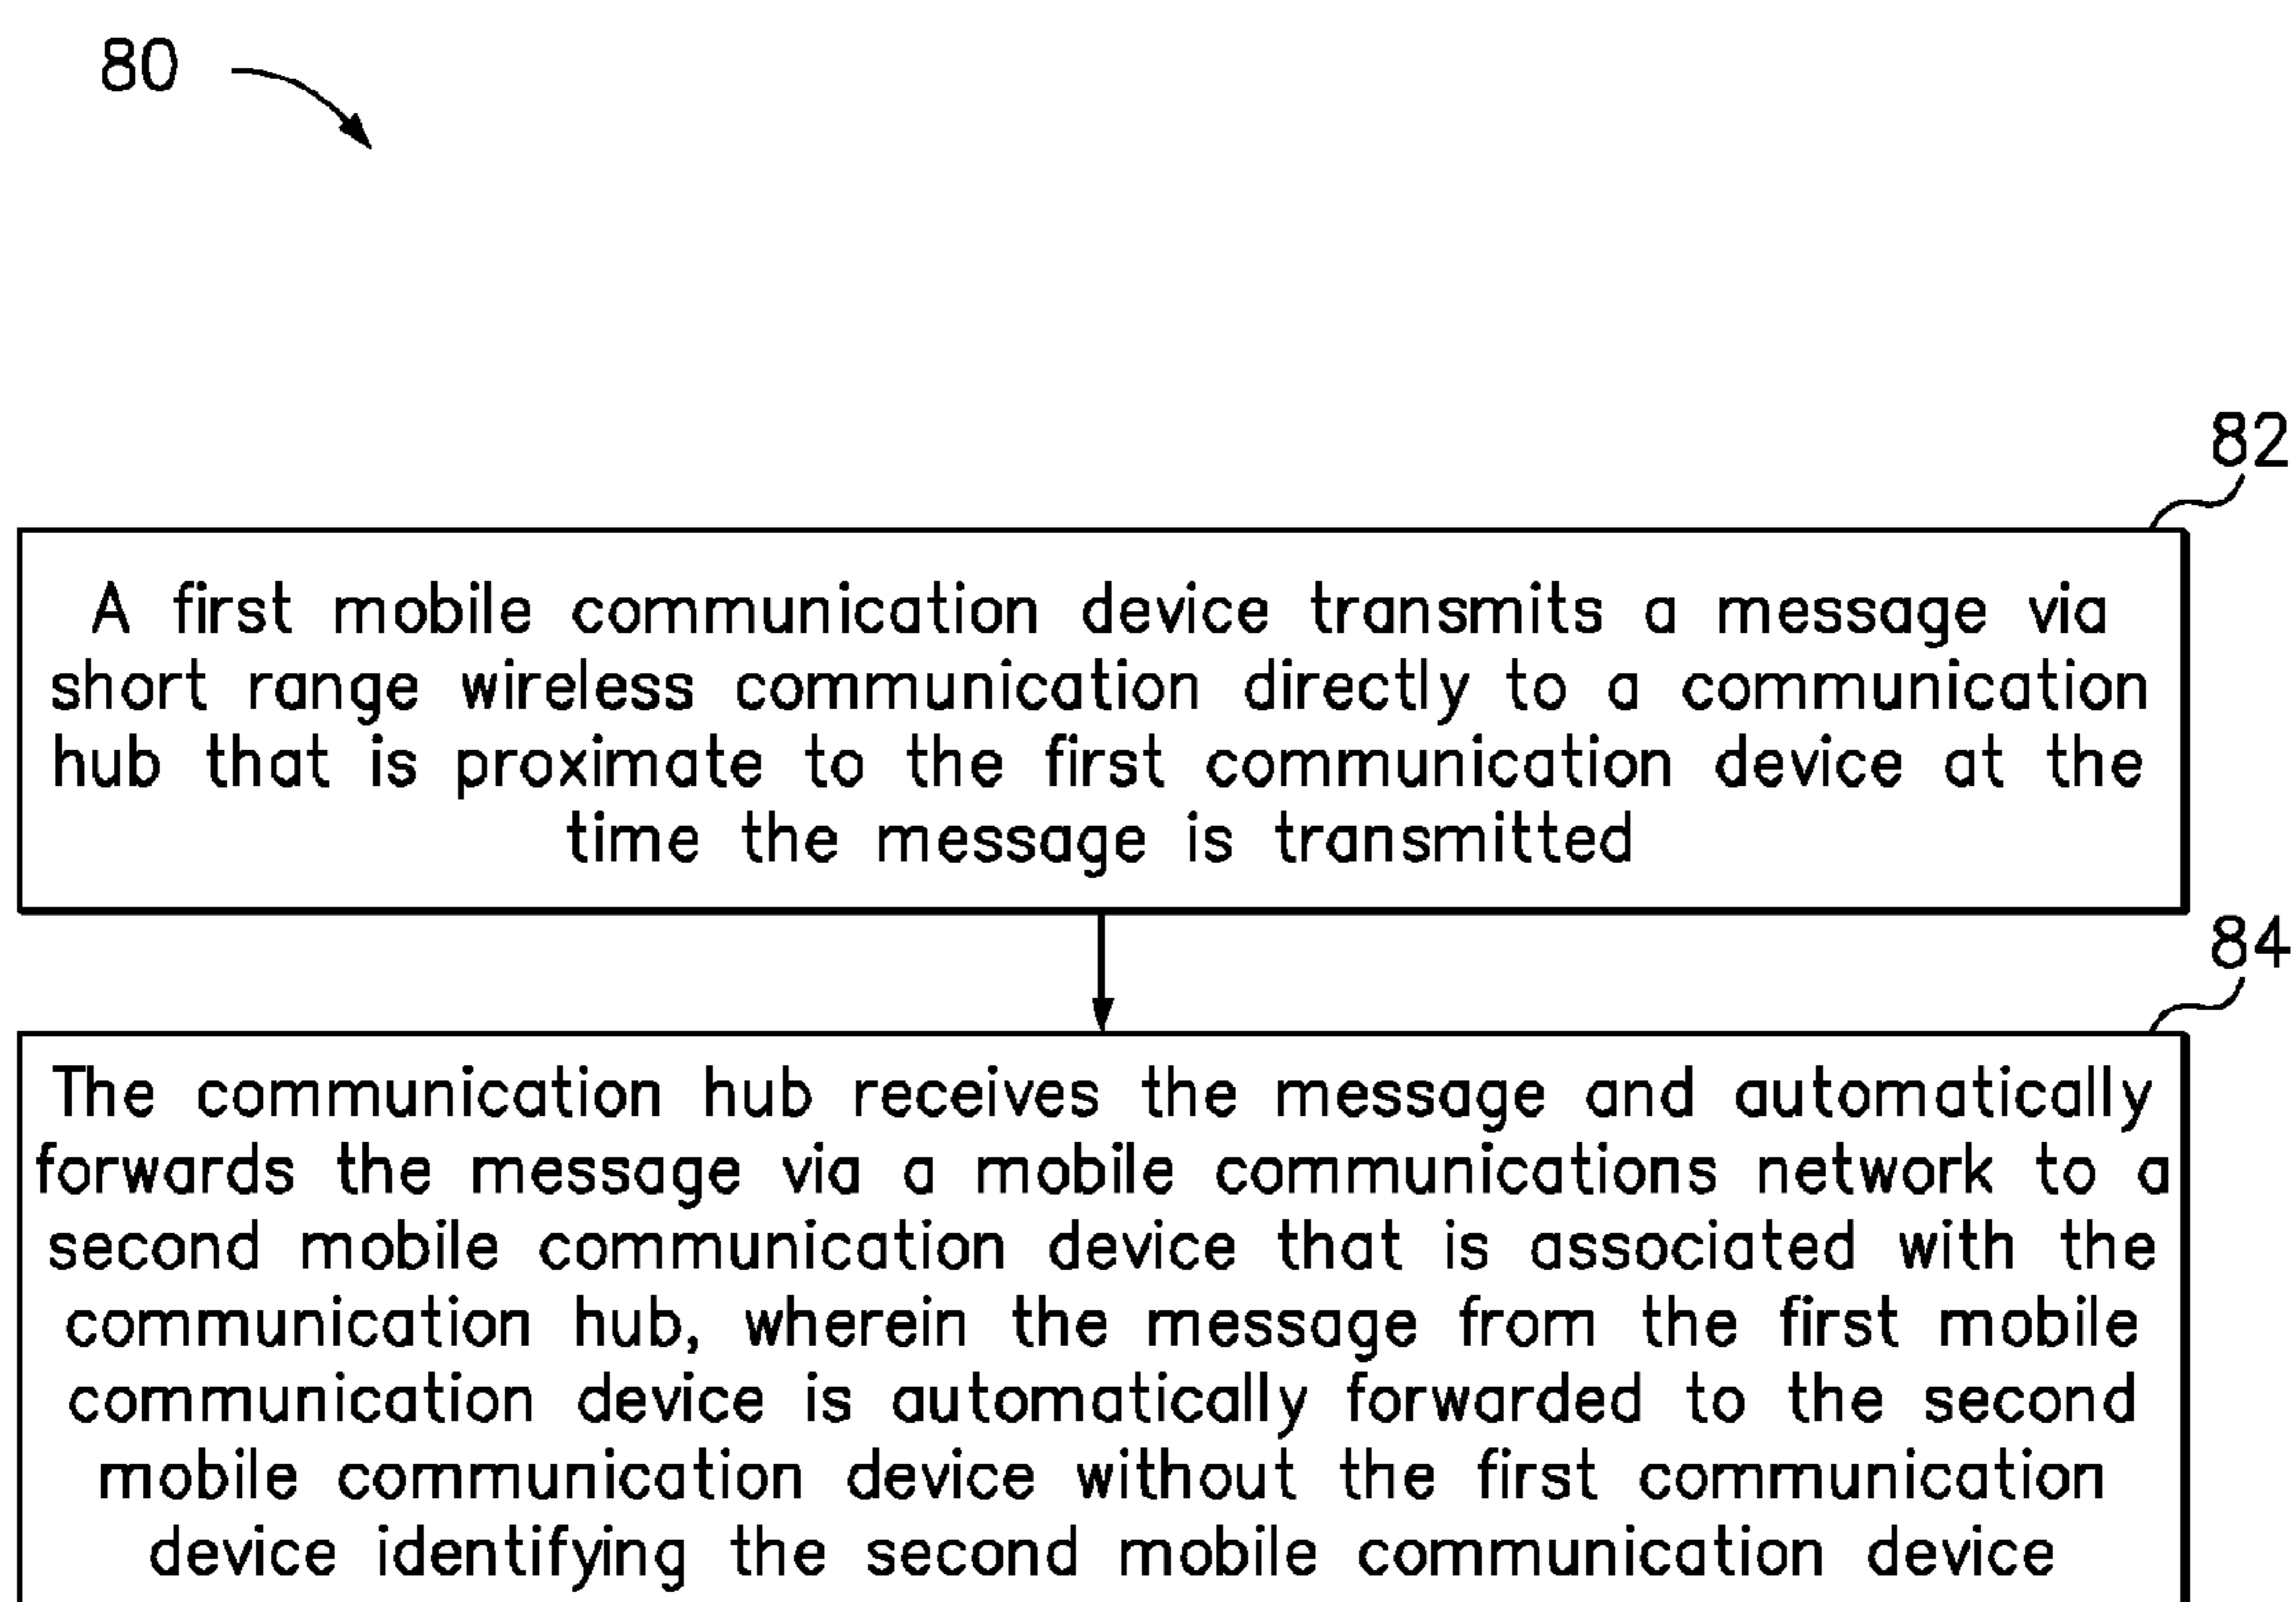 80
82
A first mobile communication device transmits a message via
short range wireless communication directly to a communication
hub that is proximate to the first communication device at the
time the message is transmitted
84
The communication hub receives the message and automatically
forwards the message via a mobile communications network to a
second mobile communication device that is associated with the
communication hub, wherein the message from the first mobile
communication device is automatically forwarded to the second
mobile communication device without the first communication
device identifying the second mobile communication device